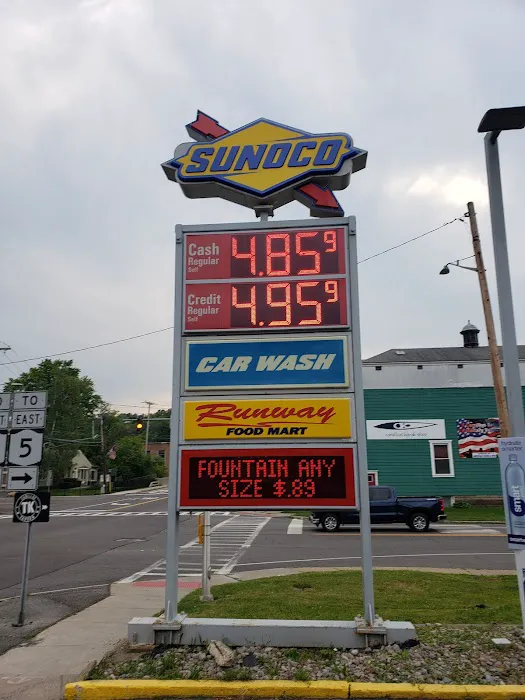 SUNOCO
Cash
Regular
Self
4.85 9
Credit
Regular
Self
4.95 9
CAR WASH
Runway
FOOD MART
FOUNTAIN ANY
SIZE $.89
TO
EAST
5
TK